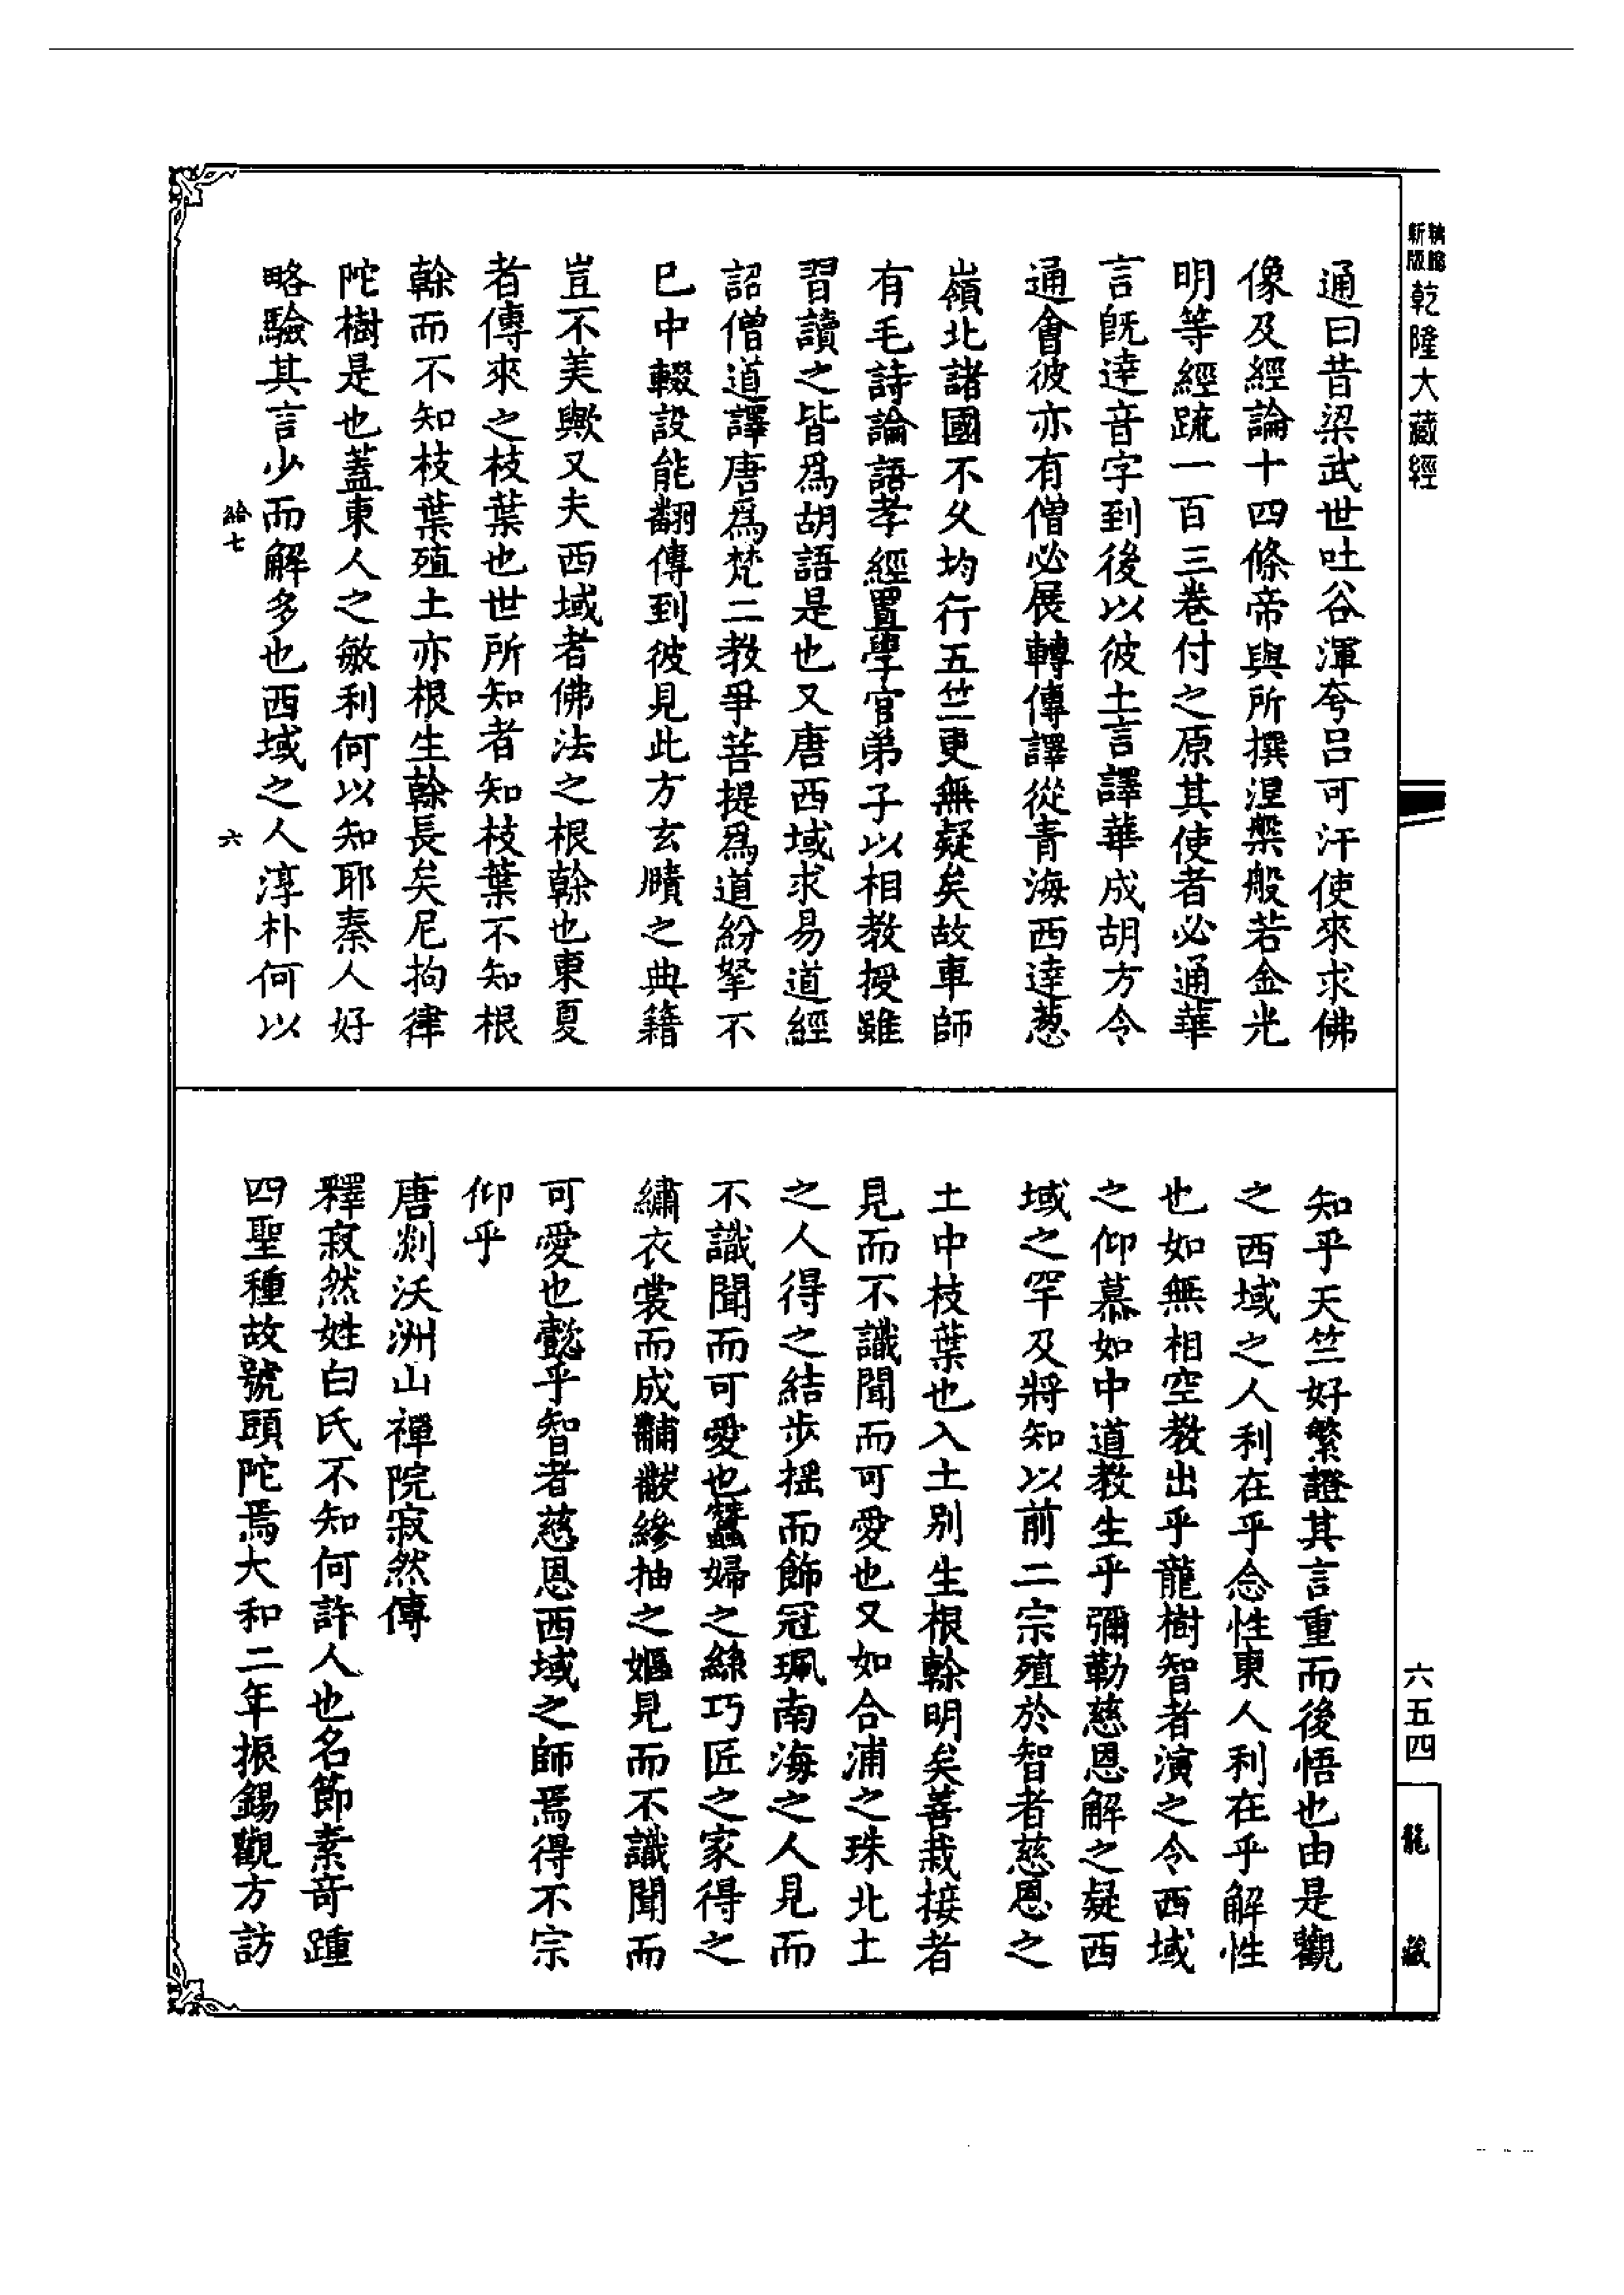 新版
乾隆大藏經
通曰昔梁武世吐谷渾夸呂可汗使來求佛
像及經論十四條帝與所撰涅槃般若金光
明等經䟽一百三卷付之原其使者必通華
言旣達音字到後以彼土言譯華成胡方令
通會彼亦有僧必展轉傳譯從青海西達葱
嶺北諸國不久均行五竺更無疑矣故車師
有毛詩論語孝經置學官弟子以相教授雖
習讀之皆爲胡語是也又唐西域求易道經
詔僧道譯唐爲梵二教爭菩提爲道紛拏不
已中輟設能翻傳到彼見此方玄賾之典籍
豈不美歟又夫西域者佛法之根榦也東夏
者傳來之枝葉也世所知者知枝葉不知根
榦而不知枝葉殖土亦根生榦長矣尼拘律
陀樹是也蓋東人之敏利何以知耶秦人好
略驗其言少而解多也西域之人淳朴何以
給七
六
知乎天竺好繁證其言重而後悟也由是觀
之西域之人利在乎念性東人利在乎解性
也如無相空教出乎龍樹智者演之令西域
之仰慕如中道教生乎彌勒慈恩解之疑西
域之罕及將知以前二宗殖於智者慈恩之
土中枝葉也入土別生根榦明矣善栽接者
見而不識聞而可愛也又如合浦之珠北土
之人得之結步搖而飾冠珮南海之人見而
不識聞而可愛也蠶婦之絲巧匠之家得之
繡衣裳而成黼黻縿抽之嫗見而不識聞而
可愛也懿乎智者慈恩西域之師焉得不宗
仰乎
唐剡沃洲山禪院寂然傳
釋寂然姓白氏不知何許人也名節素奇踵
四聖種故號頭陀焉大和二年振錫觀方訪
六五四
龍藏